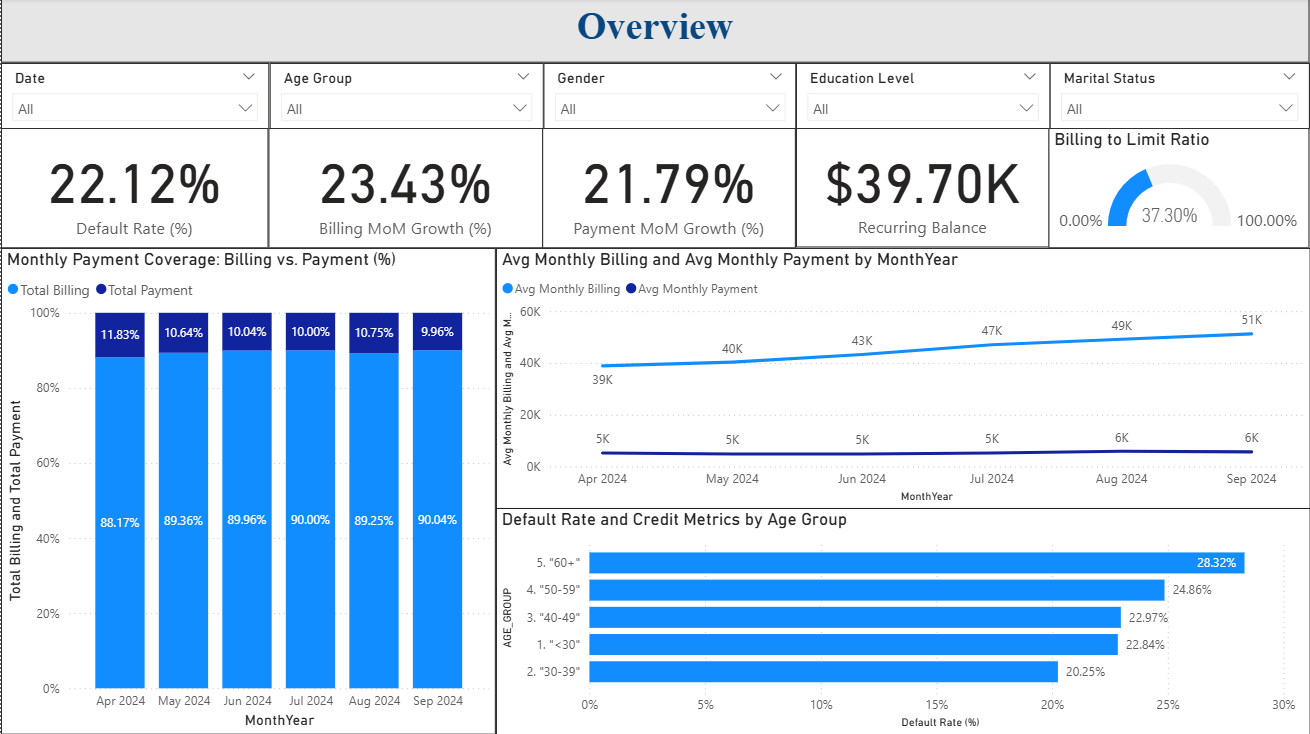 Overview
Date
All
Age Group
All
Gender
All
Education Level
All
Marital Status
All
22.12%
Default Rate (%)
23.43%
Billing MoM Growth (%)
21.79%
Payment MoM Growth (%)
$39.70K
Recurring Balance
Billing to Limit Ratio
0.00%
37.30%
100.00%
Monthly Payment Coverage: Billing vs. Payment (%)
Total Billing Total Payment
Total Billing and Total Payment
100%
80%
60%
40%
20%
0%
11.83% 10.64% 10.04% 10.00% 10.75% 9.96%
88.17% 89.36% 89.96% 90.00% 89.25% 90.04%
Apr 2024 May 2024 Jun 2024 Jul 2024 Aug 2024 Sep 2024
MonthYear
Avg Monthly Billing and Avg Monthly Payment by MonthYear
Avg Monthly Billing Avg Monthly Payment
Avg Monthly Billing and Avg M...
60K
40K
20K
0K
39K 40K 43K 47K 49K 51K
5K 5K 5K 5K 6K 6K
Apr 2024 May 2024 Jun 2024 Jul 2024 Aug 2024 Sep 2024
MonthYear
Default Rate and Credit Metrics by Age Group
AGE_GROUP
5. "60+" 28.32%
4. "50-59" 24.86%
3. "40-49" 22.97%
1. "<30" 22.84%
2. "30-39" 20.25%
0% 5% 10% 15% 20% 25% 30%
Default Rate (%)